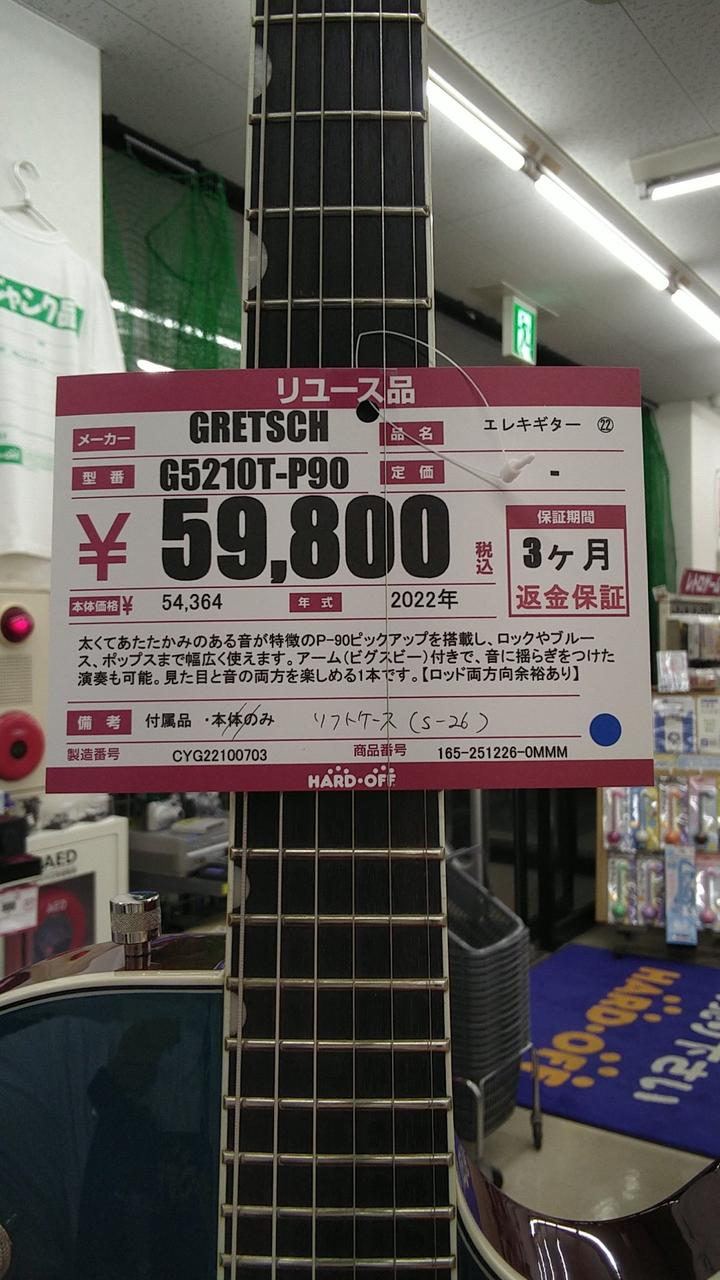 ャンク品
リユース品
メーカー GRETSCH 品名 エレキギター ㉒
型番 G5210T-P90 定価 -
¥59,800 税込
保証期間
3ヶ月
返金保証
本体価格¥ 54,364 年式 2022年
太くてあたたかみのある音が特徴のP-90ピックアップを搭載し、ロックやブルー
ス、ポップスまで幅広く使えます。アーム(ビグスビー)付きで、音に揺らぎをつけた
演奏も可能。見た目と音の両方を楽しめる1本です。【ロッド両方向余裕あり】
備考 付属品 ・本体のみ ソフトケース(S-26)
製造番号 CYG22100703 商品番号 165-251226-0MMM
HARD・OFF
AED
AED
HARD・OFF
下さい